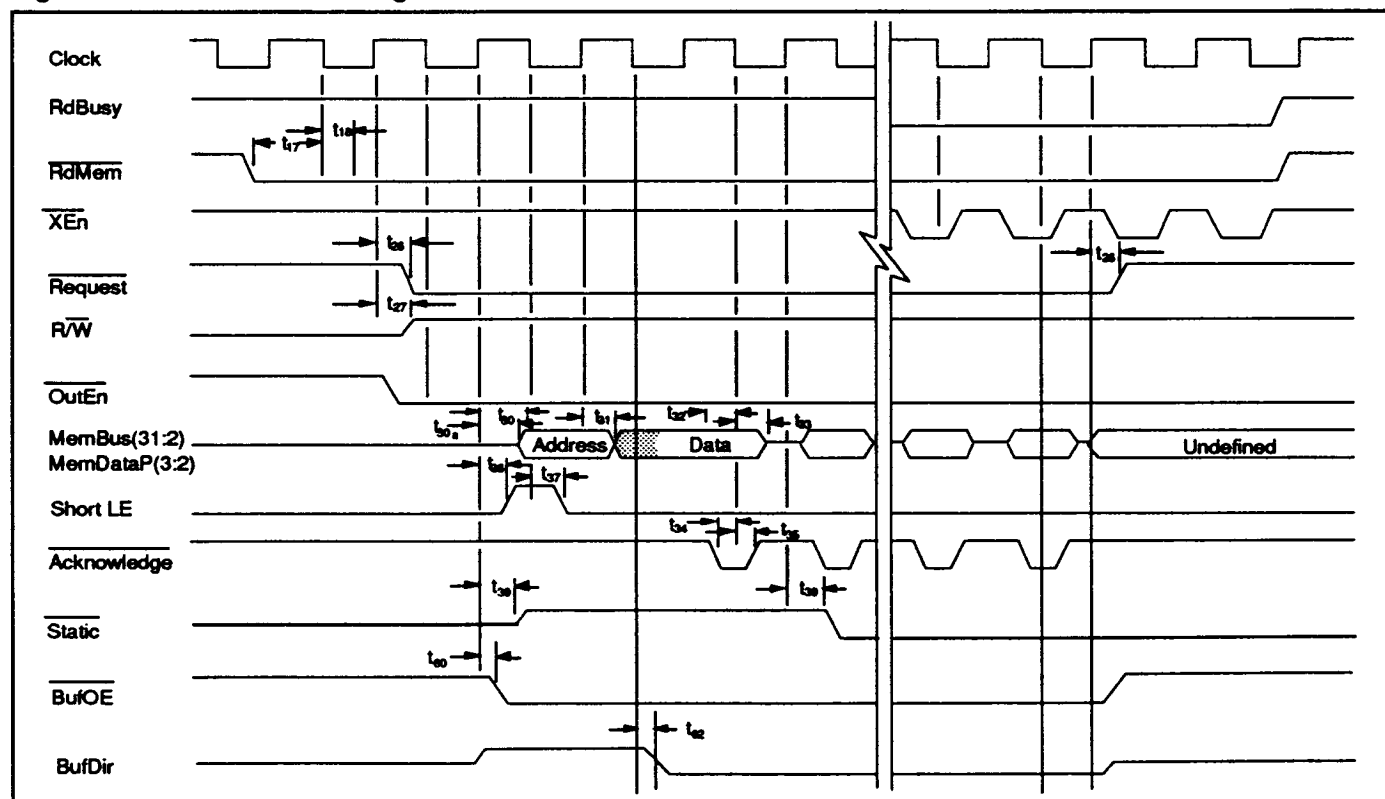 Clock
RdBusy
t17
t18
RdMem
XEn
t26
t36
Request
t27
R/W
OutEn
t30
t31
t32
t33
t30a
MemBus(31:2)
Address
Data
Undefined
MemDataP(3:2)
t37
Short LE
t34
t35
Acknowledge
t39
t39
Static
t60
BufOE
t62
BufDir